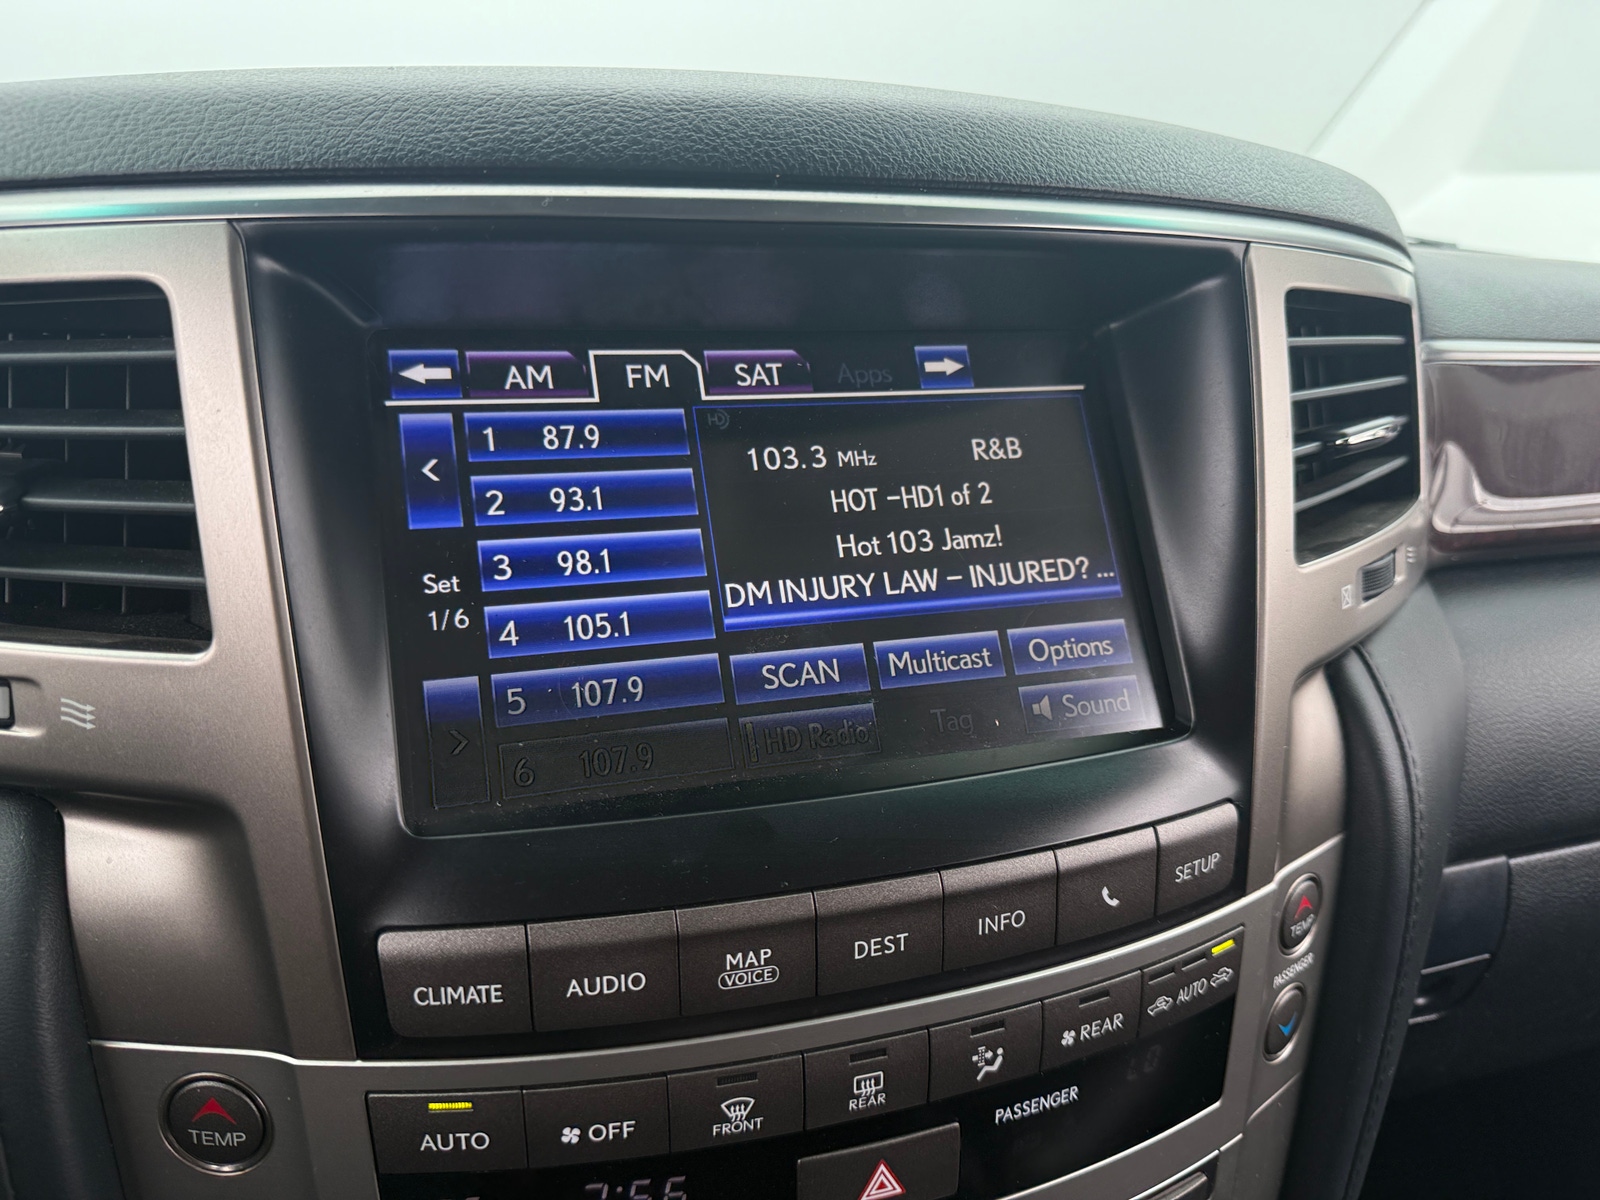 AM FM SAT Apps
HD
1 87.9
2 93.1
3 98.1
4 105.1
5 107.9
6 107.9
<
Set
1/6
>
103.3 MHz R&B
HOT –HD1 of 2
Hot 103 Jamz!
DM INJURY LAW – INJURED? ...
SCAN Multicast Options
HD Radio Tag Sound
CLIMATE AUDIO MAP VOICE DEST INFO SETUP
TEMP
PASSENGER
AUTO OFF FRONT REAR REAR AUTO
PASSENGER
TEMP
7:56